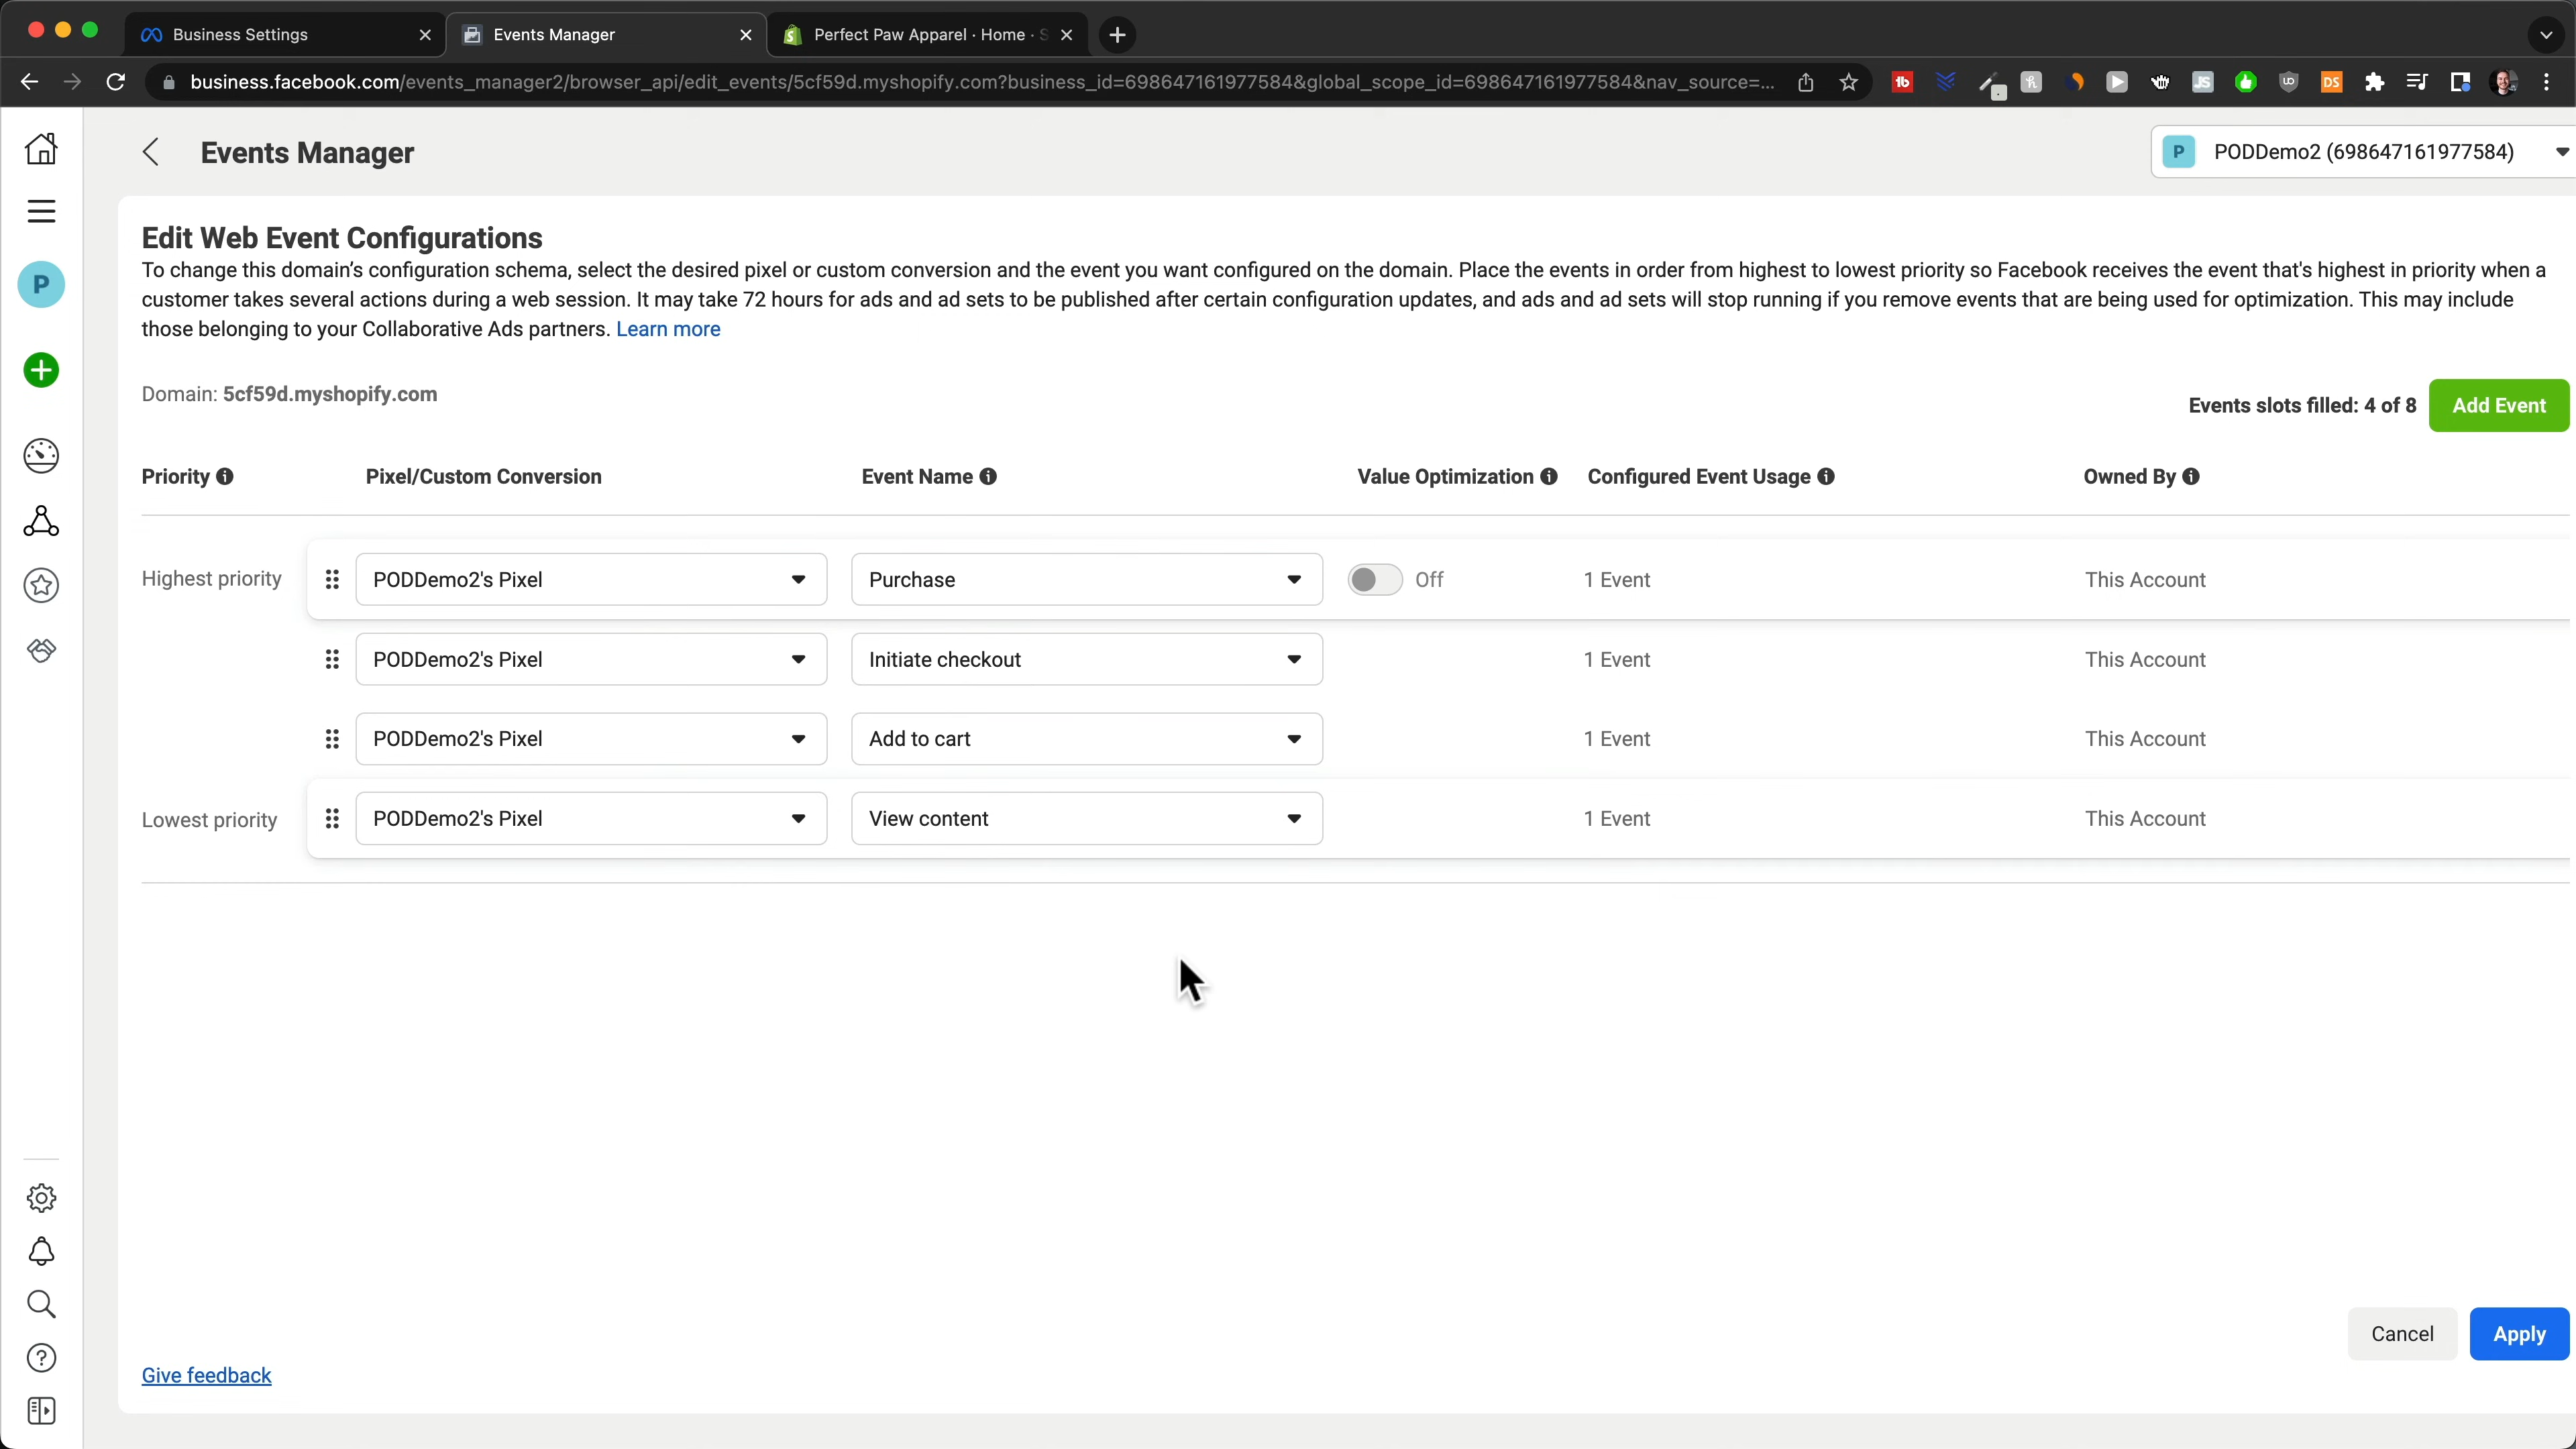 Business Settings
Events Manager
Perfect Paw Apparel · Home · S
business.facebook.com/events_manager2/browser_api/edit_events/5cf59d.myshopify.com?business_id=698647161977584&global_scope_id=698647161977584&nav_source=...
Events Manager
P
PODDemo2 (698647161977584)
P
Edit Web Event Configurations
To change this domain's configuration schema, select the desired pixel or custom conversion and the event you want configured on the domain. Place the events in order from highest to lowest priority so Facebook receives the event that's highest in priority when a
customer takes several actions during a web session. It may take 72 hours for ads and ad sets to be published after certain configuration updates, and ads and ad sets will stop running if you remove events that are being used for optimization. This may include
those belonging to your Collaborative Ads partners. Learn more
Domain: 5cf59d.myshopify.com
Events slots filled: 4 of 8
Add Event
Priority
Pixel/Custom Conversion
Event Name
Value Optimization
Configured Event Usage
Owned By
Highest priority
PODDemo2's Pixel
Purchase
Off
1 Event
This Account
PODDemo2's Pixel
Initiate checkout
1 Event
This Account
PODDemo2's Pixel
Add to cart
1 Event
This Account
Lowest priority
PODDemo2's Pixel
View content
1 Event
This Account
Cancel
Apply
Give feedback